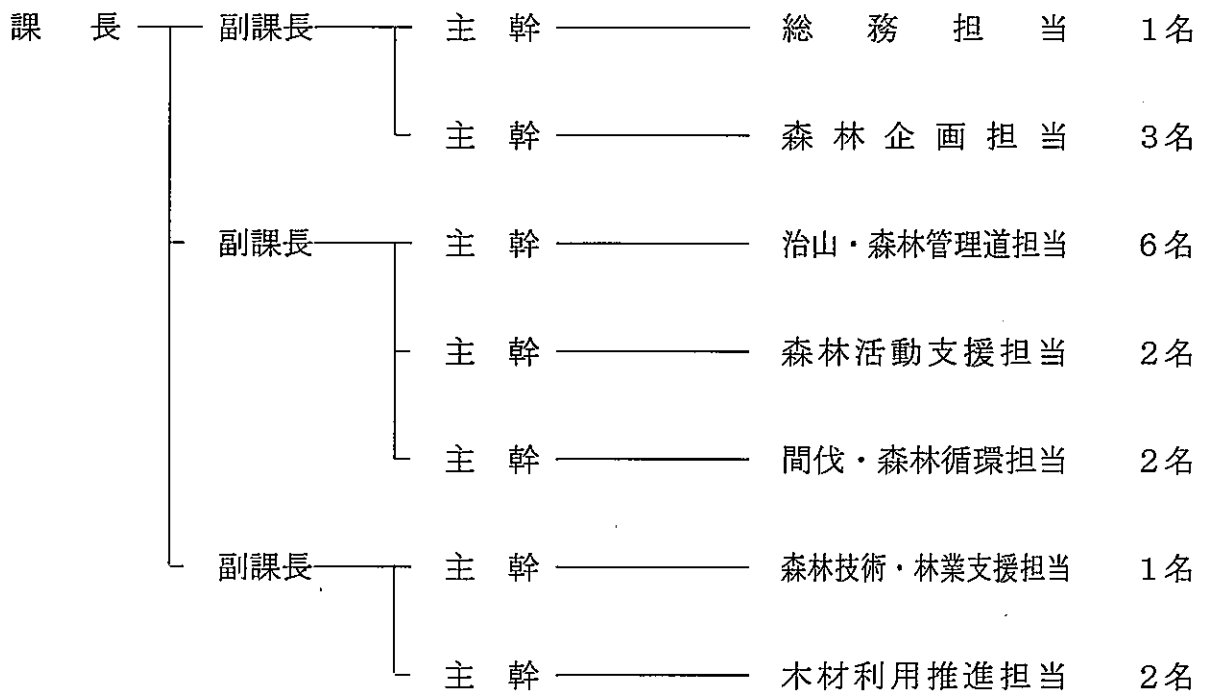 課長 副課長 主幹 総務担当 1名
主幹 森林企画担当 3名
副課長 主幹 治山・森林管理道担当 6名
主幹 森林活動支援担当 2名
主幹 間伐・森林循環担当 2名
副課長 主幹 森林技術・林業支援担当 1名
主幹 木材利用推進担当 2名